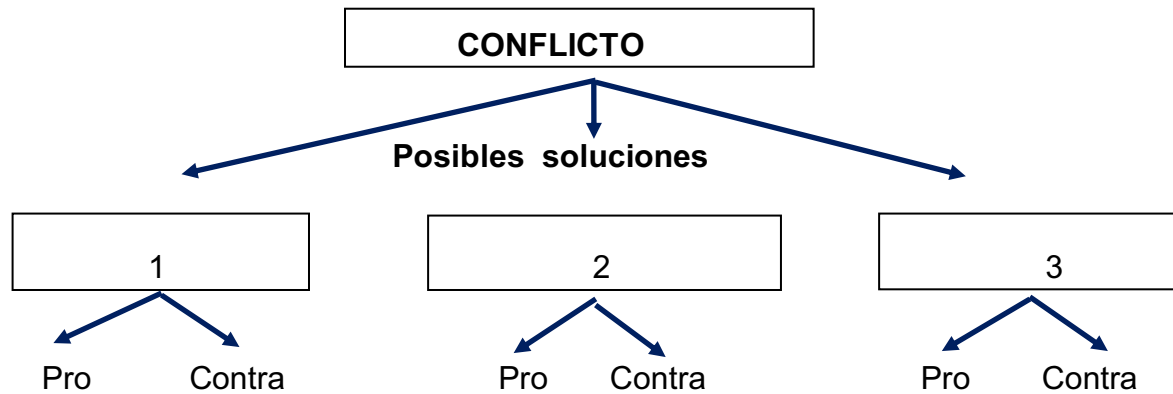 CONFLICTO
Posibles soluciones
1 2 3
Pro Contra Pro Contra Pro Contra